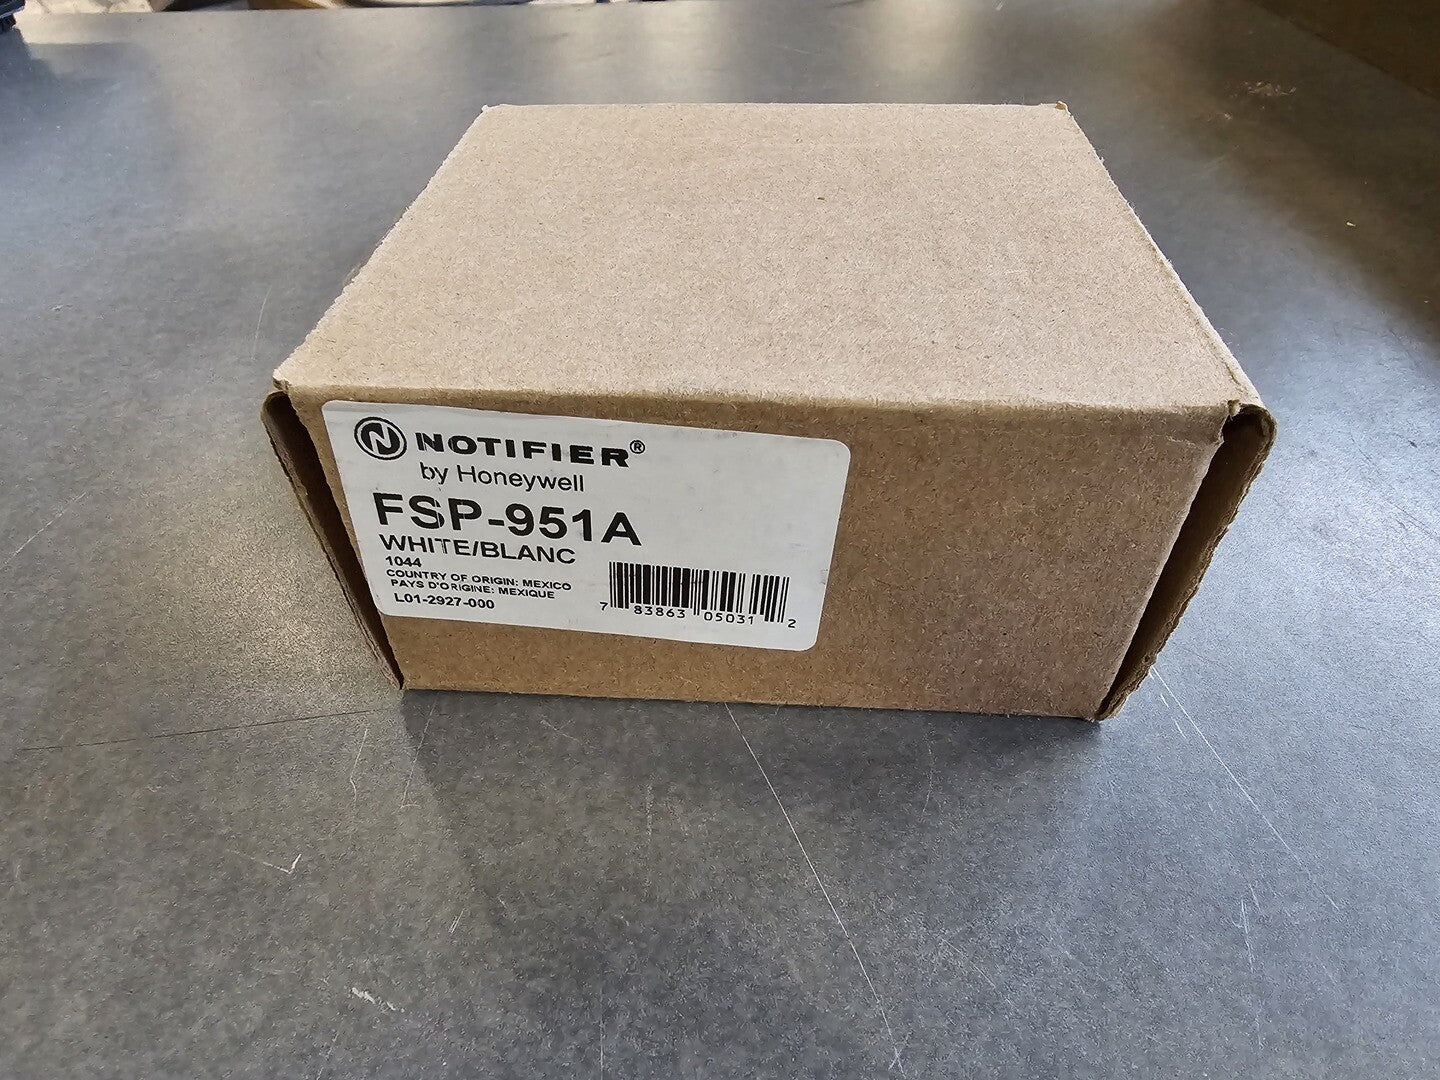 N NOTIFIER®
by Honeywell
FSP-951A
WHITE/BLANC
1044
COUNTRY OF ORIGIN: MEXICO
PAYS D'ORIGINE: MEXIQUE
L01-2927-000
7 83863 05031 2